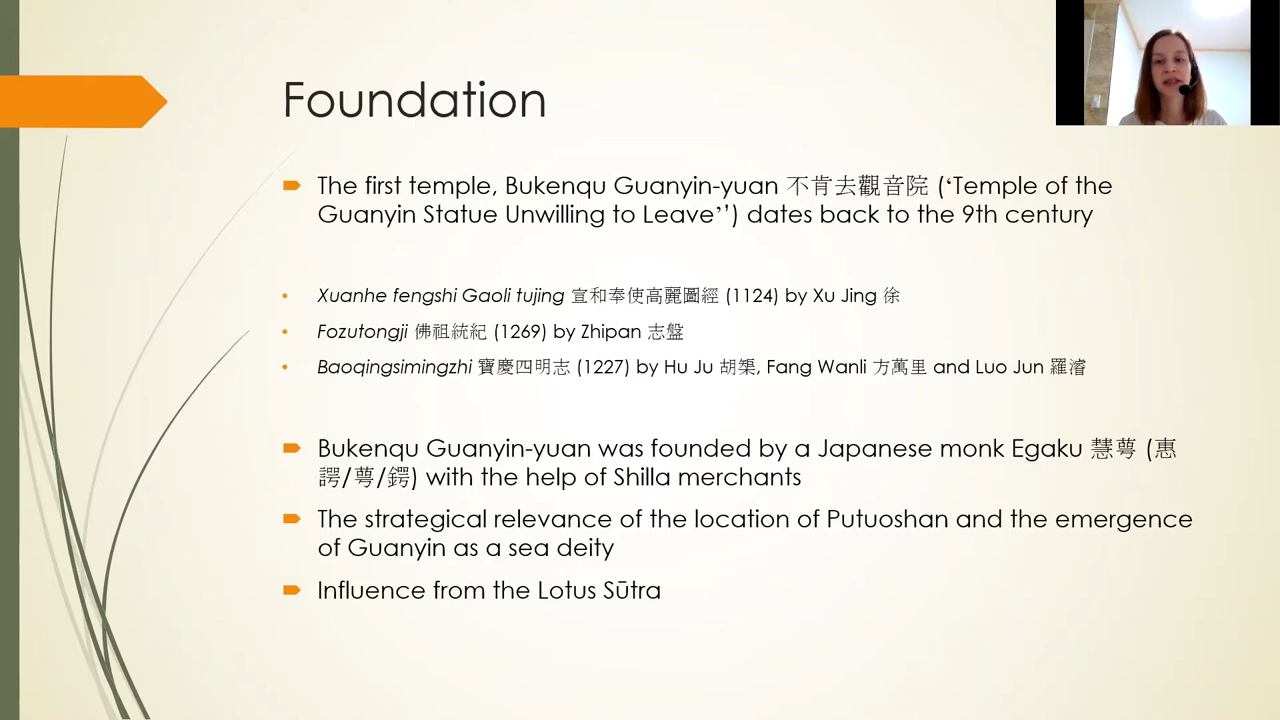 Foundation
The first temple, Bukenqu Guanyin-yuan 不肯去觀音院 (‘Temple of the
Guanyin Statue Unwilling to Leave’') dates back to the 9th century
Xuanhe fengshi Gaoli tujing 宣和奉使高麗圖經 (1124) by Xu Jing 徐
Fozutongji 佛祖統紀 (1269) by Zhipan 志盤
Baoqingsimingzhi 寶慶四明志 (1227) by Hu Ju 胡榘, Fang Wanli 方萬里 and Luo Jun 羅濬
Bukenqu Guanyin-yuan was founded by a Japanese monk Egaku 慧萼 (惠
諤/萼/鍔) with the help of Shilla merchants
The strategical relevance of the location of Putuoshan and the emergence
of Guanyin as a sea deity
Influence from the Lotus Sūtra